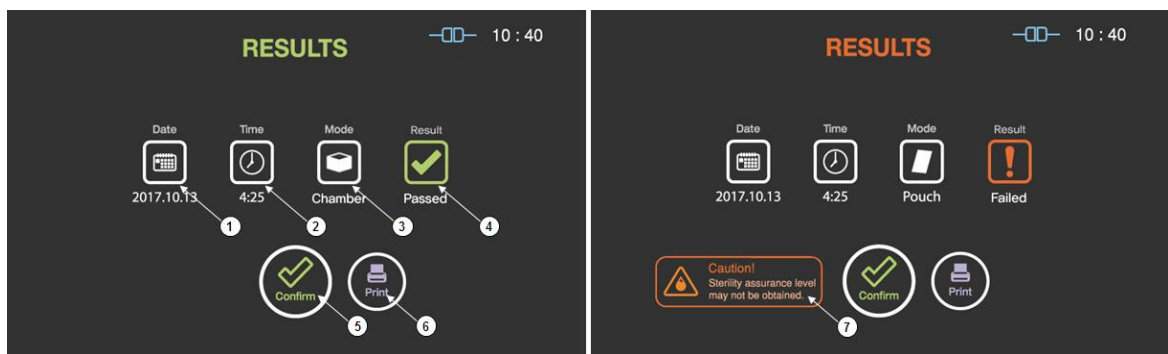 RESULTS
10 : 40
Date Time Mode Result
2017.10.13 4:25 Chamber Passed
1 2 3 4
Confirm Print
5 6
RESULTS
10 : 40
Date Time Mode Result
2017.10.13 4:25 Pouch Failed
Caution!
Sterility assurance level
may not be obtained.
Confirm Print
7